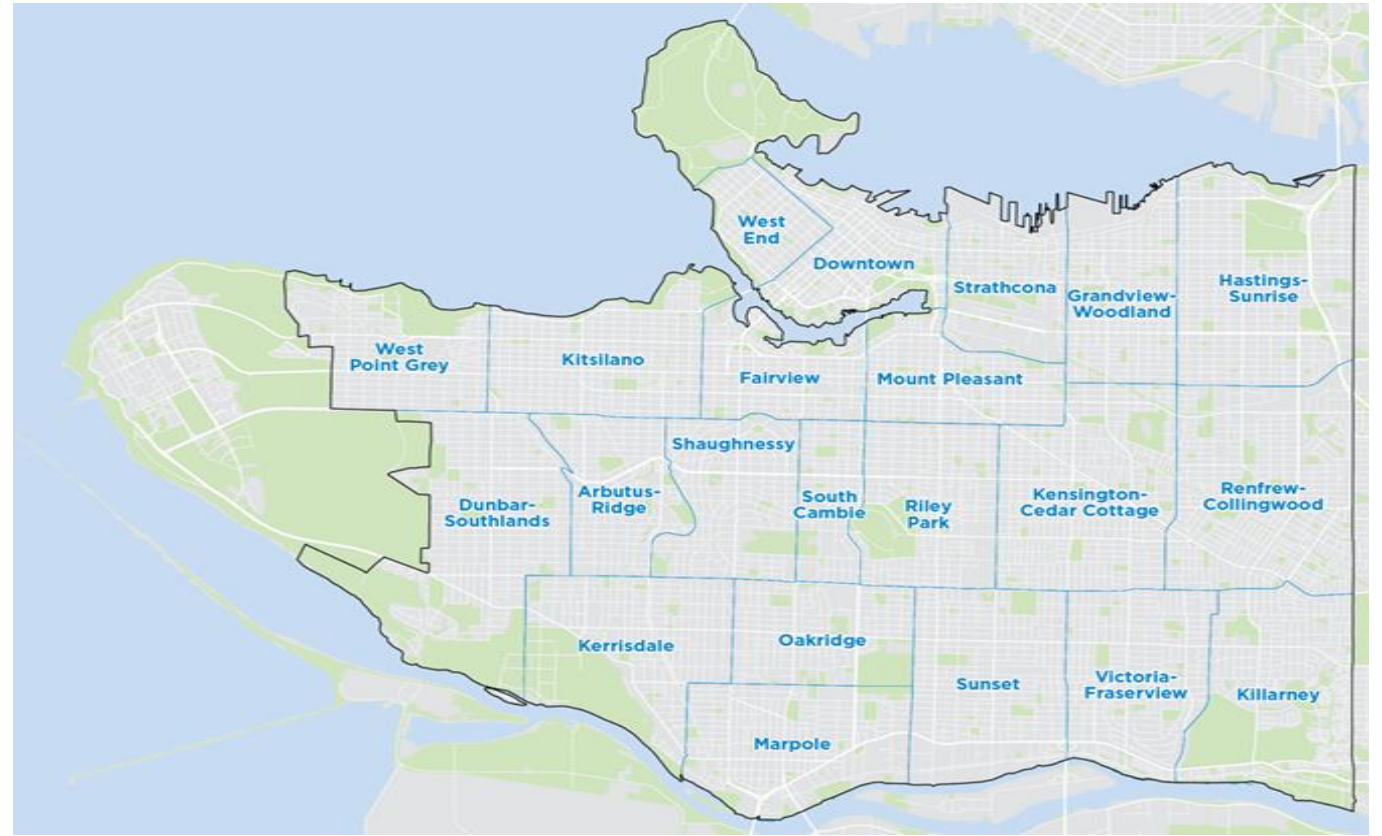 West
End
Downtown
Strathcona
Grandview-
Woodland
Hastings-
Sunrise
West
Point Grey
Kitsilano
Fairview
Mount Pleasant
Shaughnessy
Dunbar-
Southlands
Arbutus-
Ridge
South
Cambie
Riley
Park
Kensington-
Cedar Cottage
Renfrew-
Collingwood
Kerrisdale
Oakridge
Sunset
Victoria-
Fraserview
Killarney
Marpole